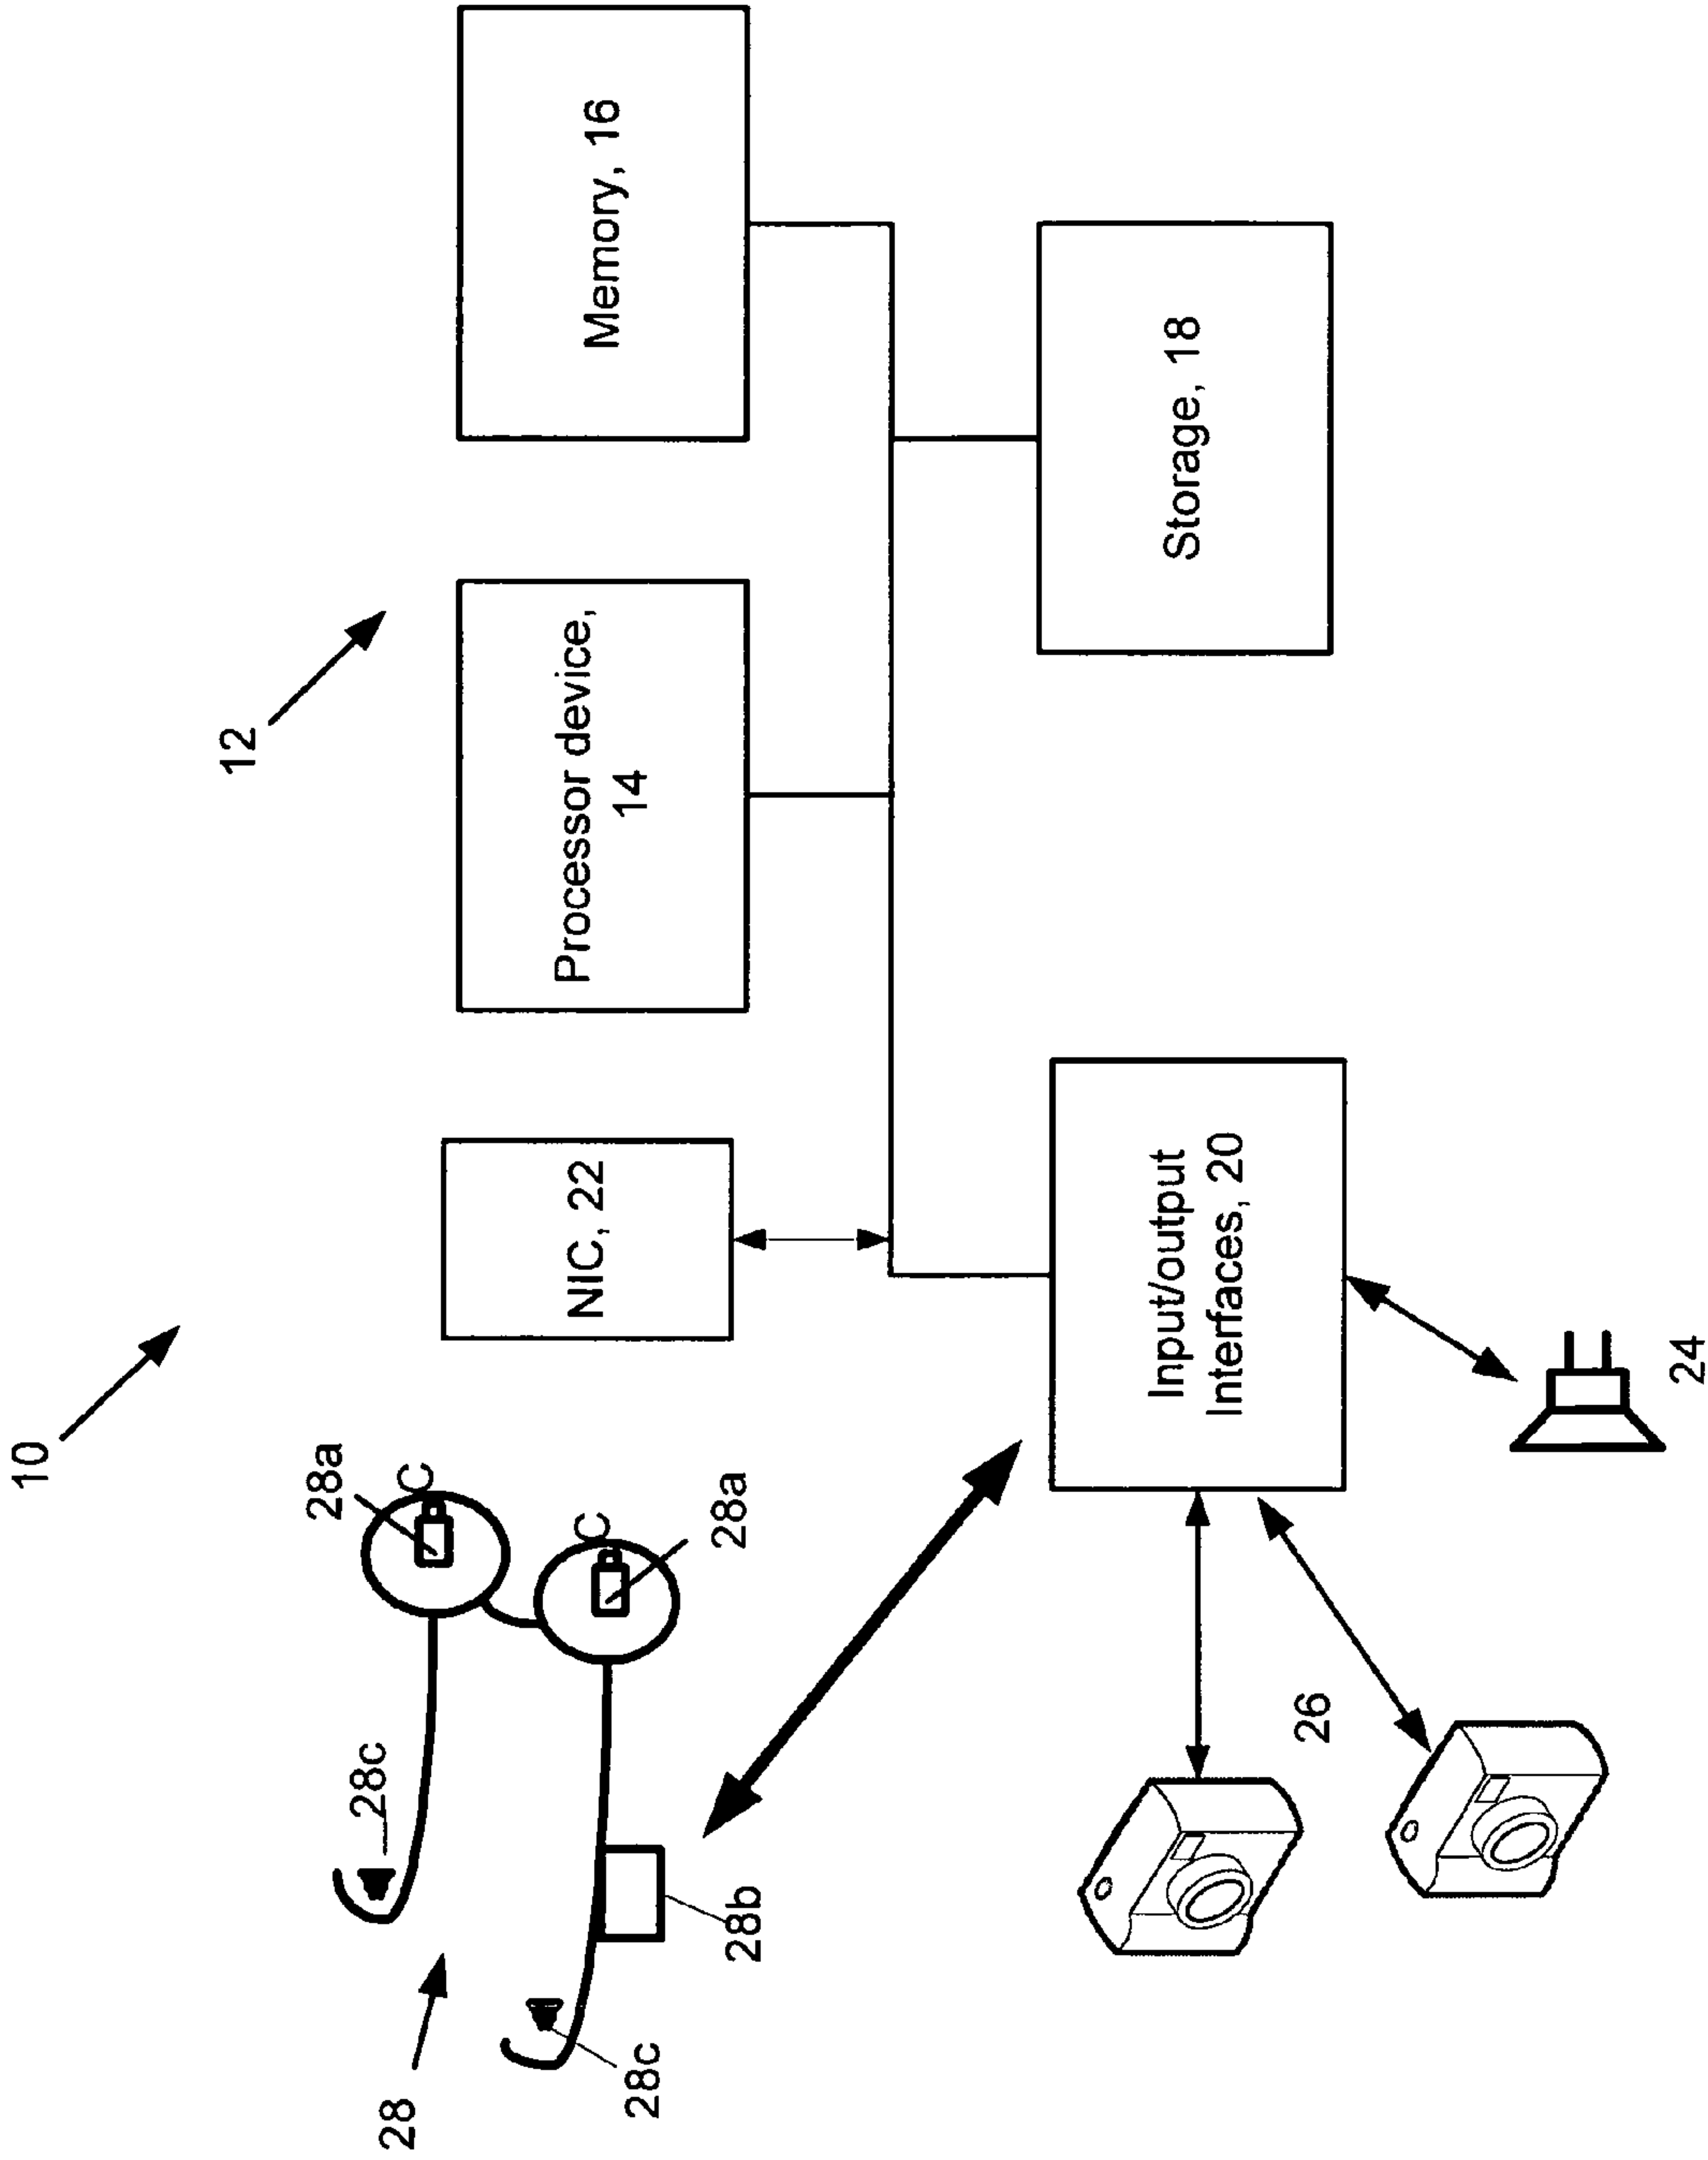 10
12
28
28c
28a
C
28c
28b
C
28a
NIC, 22
Processor device,
14
Memory, 16
26
Input/output
Interfaces, 20
Storage, 18
24